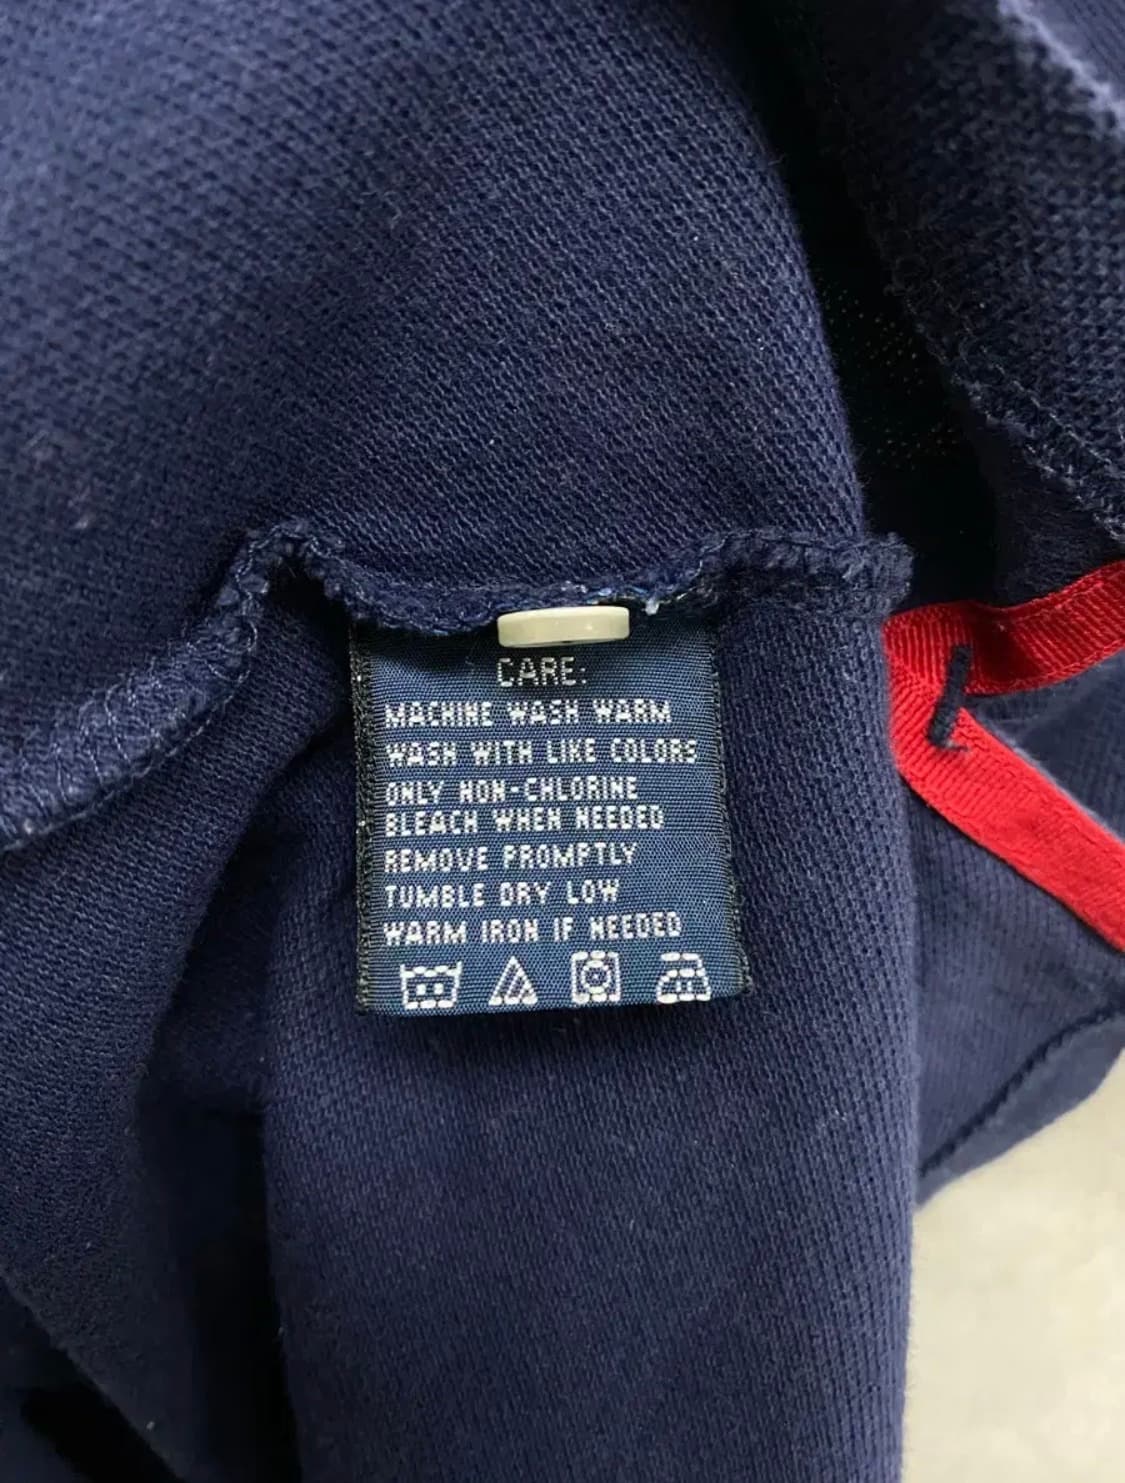 CARE:
MACHINE WASH WARM
WASH WITH LIKE COLORS
ONLY NON-CHLORINE
BLEACH WHEN NEEDED
REMOVE PROMPTLY
TUMBLE DRY LOW
WARM IRON IF NEEDED